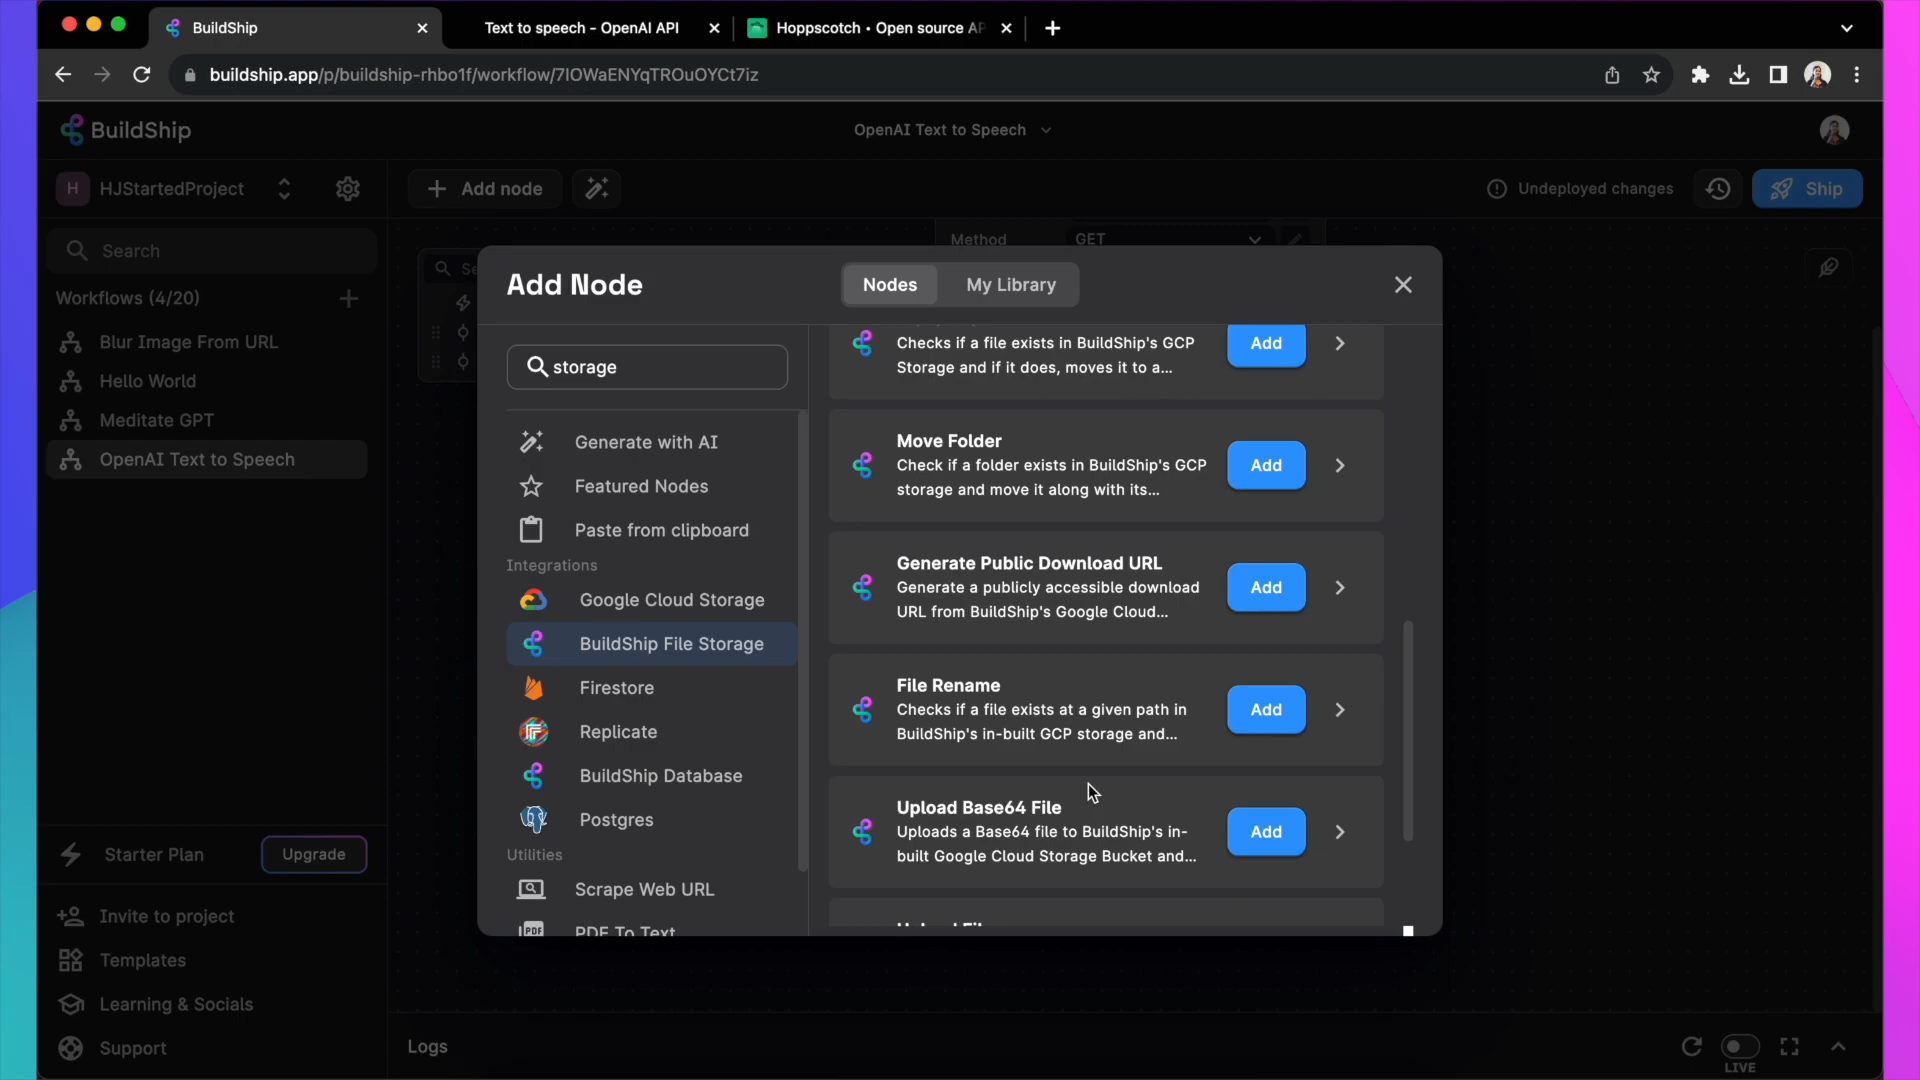 BuildShip
Text to speech - OpenAI API
Hoppscotch • Open source AP
buildship.app/p/buildship-rhbo1f/workflow/7IOWaENYqTROuOYCt7iz
BuildShip
OpenAI Text to Speech
H
HJStartedProject
Add node
Undeployed changes
Ship
Search
Method
GET
Se
Workflows (4/20)
Blur Image From URL
Hello World
Meditate GPT
OpenAI Text to Speech
Add Node
Nodes
My Library
storage
Generate with AI
Featured Nodes
Paste from clipboard
Integrations
Google Cloud Storage
BuildShip File Storage
Firestore
Replicate
BuildShip Database
Postgres
Utilities
Scrape Web URL
PDF
PDF To Text
Checks if a file exists in BuildShip's GCP
Storage and if it does, moves it to a...
Add
Move Folder
Check if a folder exists in BuildShip's GCP
storage and move it along with its...
Add
Generate Public Download URL
Generate a publicly accessible download
URL from BuildShip's Google Cloud...
Add
File Rename
Checks if a file exists at a given path in
BuildShip's in-built GCP storage and...
Add
Upload Base64 File
Uploads a Base64 file to BuildShip's in-
built Google Cloud Storage Bucket and...
Add
Starter Plan
Upgrade
Invite to project
Templates
Learning & Socials
Support
Logs
LIVE